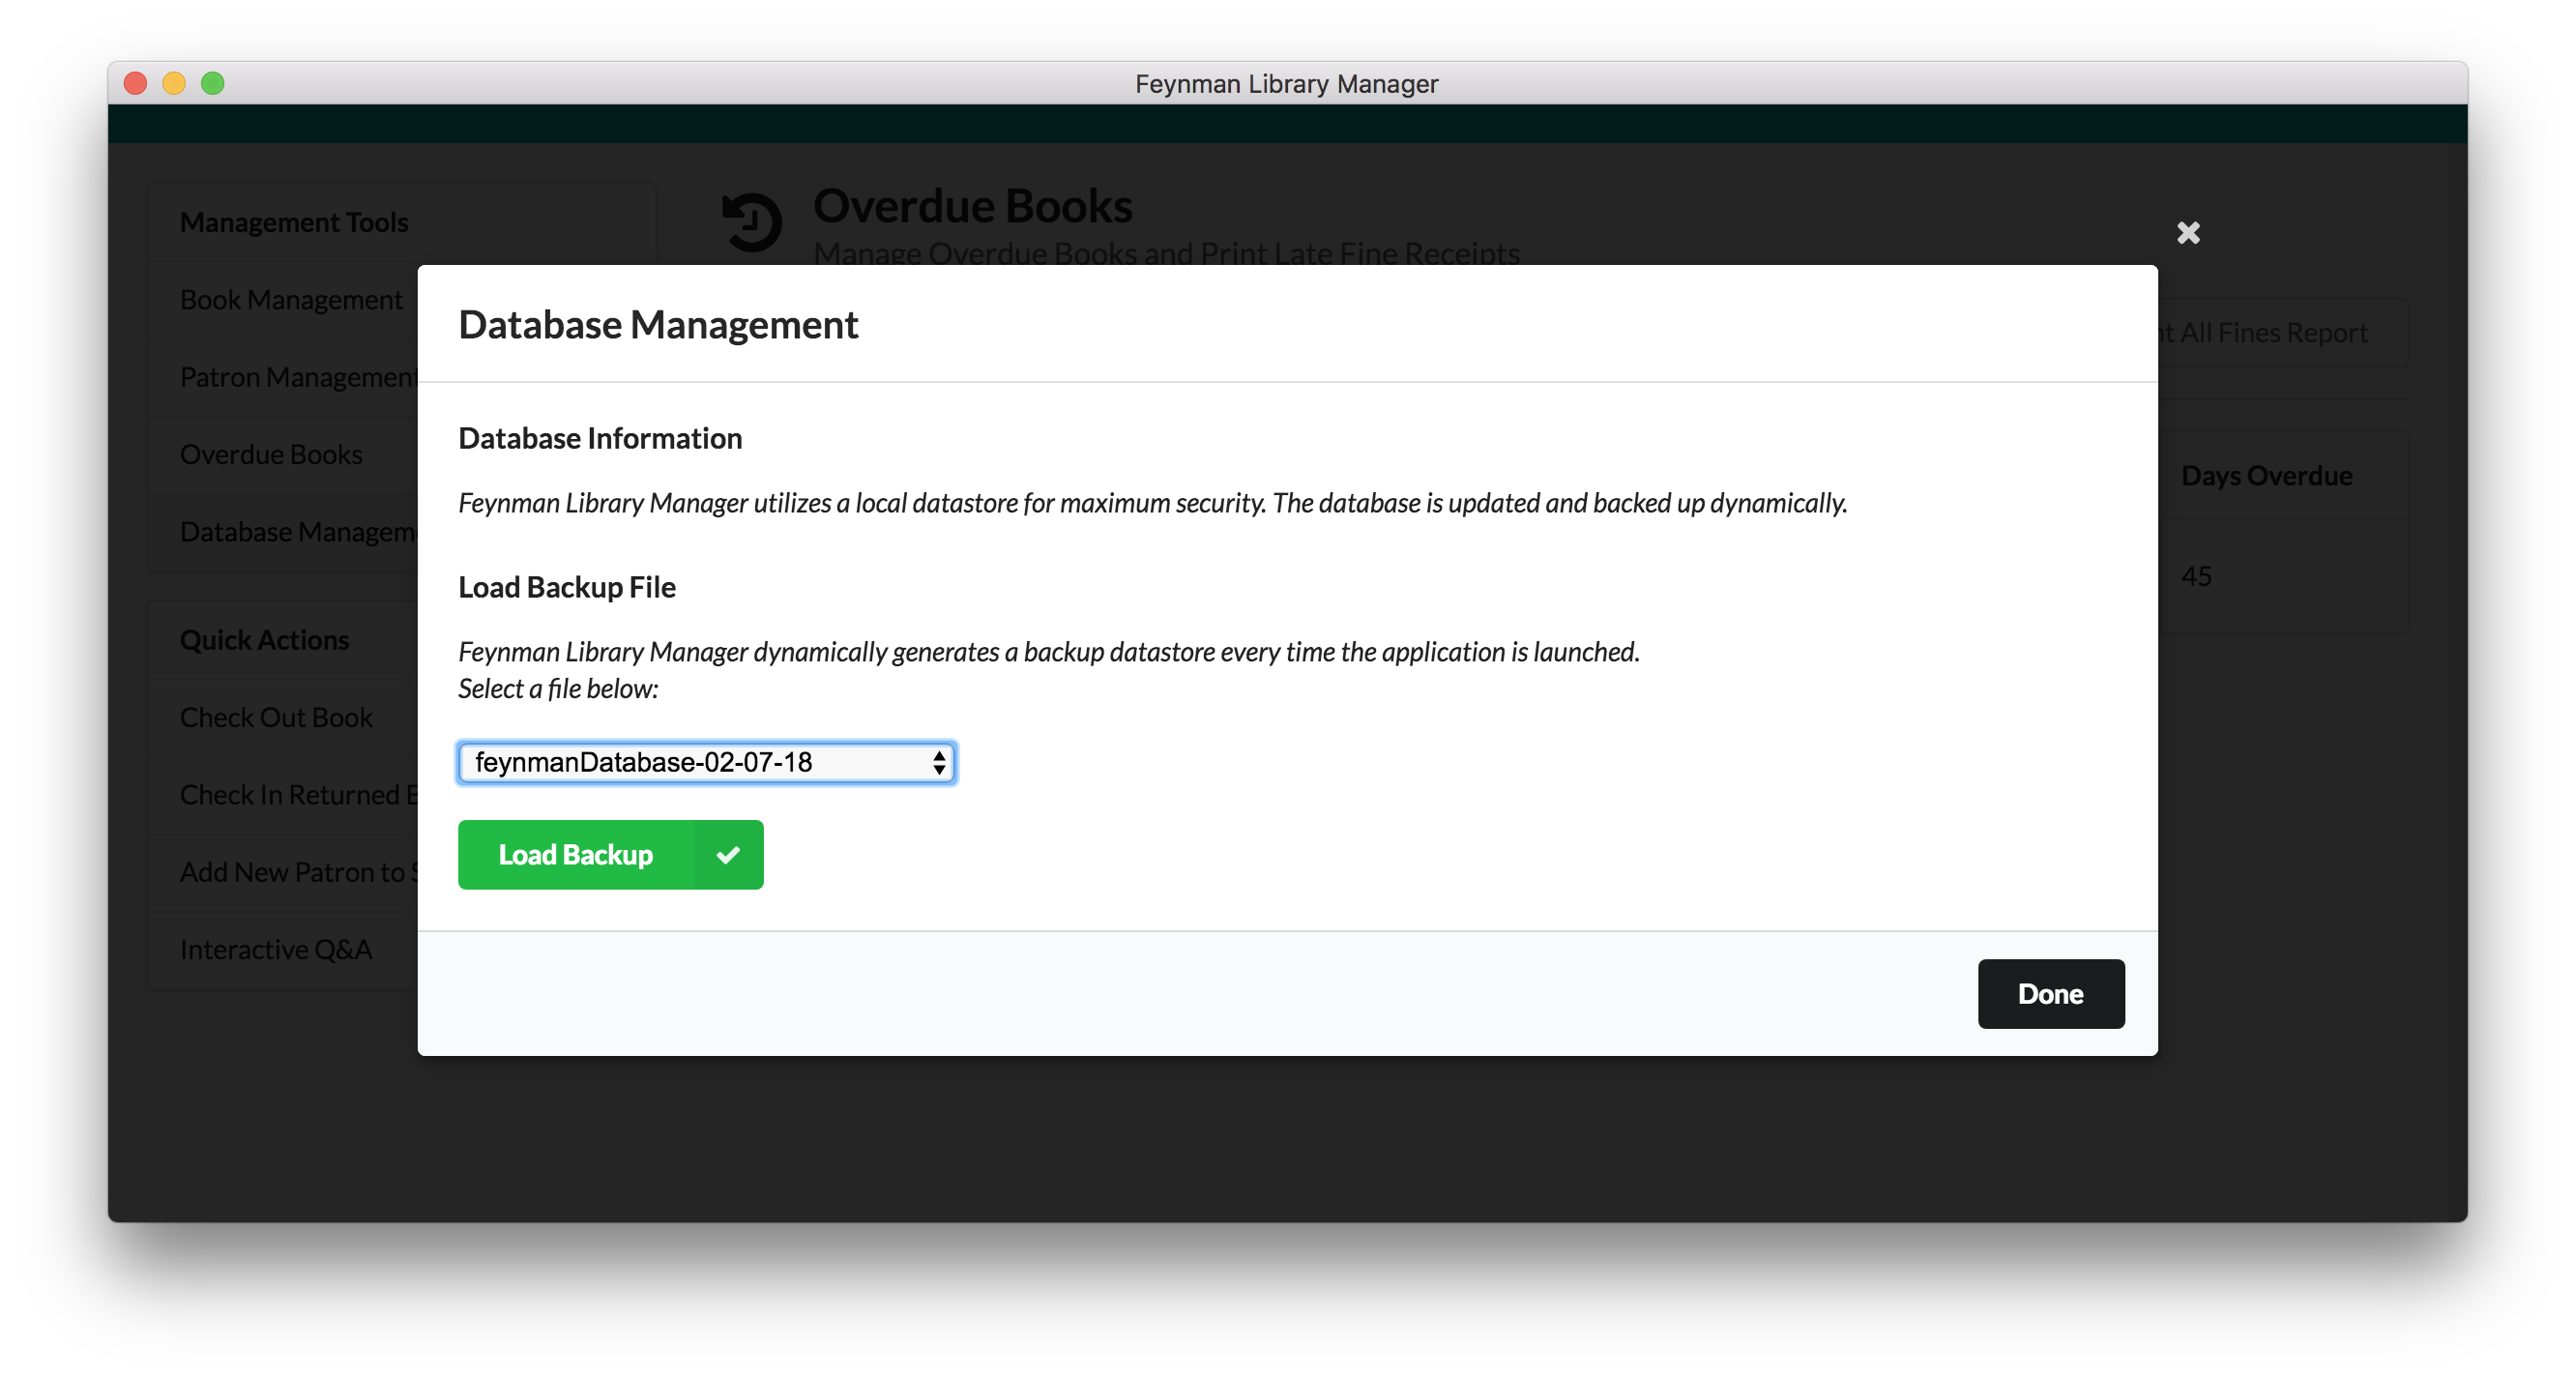 Feynman Library Manager
Management Tools
Book Management
Patron Management
Overdue Books
Database Managem
Quick Actions
Check Out Book
Check In Returned
Add New Patron to
Interactive Q&A
Overdue Books
Manage Overdue Books and Print Late Fine Receipts
All Fines Report
Days Overdue
45
Database Management
Database Information
Feynman Library Manager utilizes a local datastore for maximum security. The database is updated and backed up dynamically.
Load Backup File
Feynman Library Manager dynamically generates a backup datastore every time the application is launched.
Select a file below:
feynmanDatabase-02-07-18
Load Backup
Done